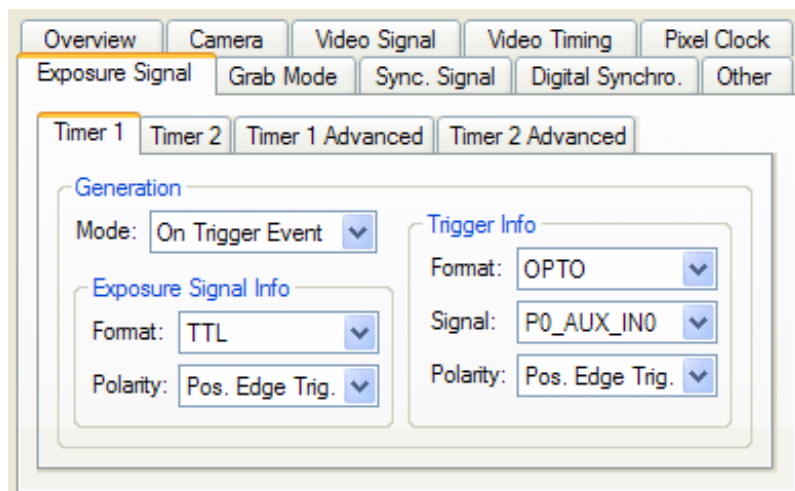 Overview Camera Video Signal Video Timing Pixel Clock
Exposure Signal Grab Mode Sync. Signal Digital Synchro. Other
Timer 1 Timer 2 Timer 1 Advanced Timer 2 Advanced
Generation
Mode: On Trigger Event
Exposure Signal Info
Format: TTL
Polarity: Pos. Edge Trig.
Trigger Info
Format: OPTO
Signal: P0_AUX_IN0
Polarity: Pos. Edge Trig.